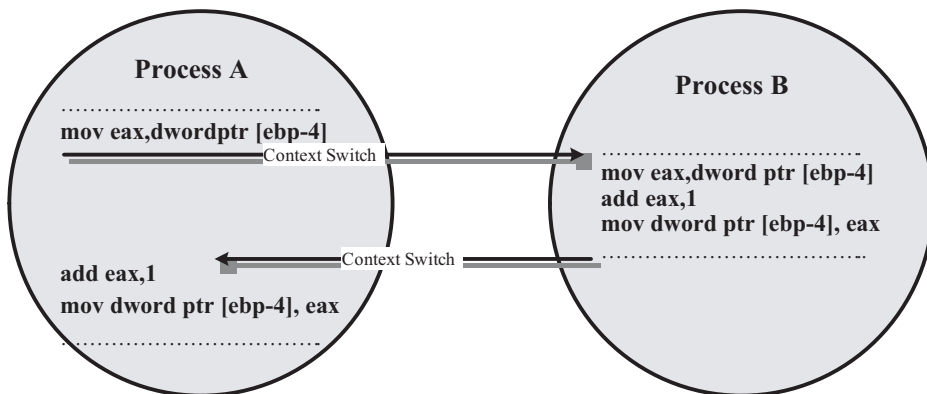 Process A
mov eax,dwordptr [ebp-4]
Context Switch
Process B
mov eax,dword ptr [ebp-4]
add eax,1
mov dword ptr [ebp-4], eax
Context Switch
add eax,1
mov dword ptr [ebp-4], eax